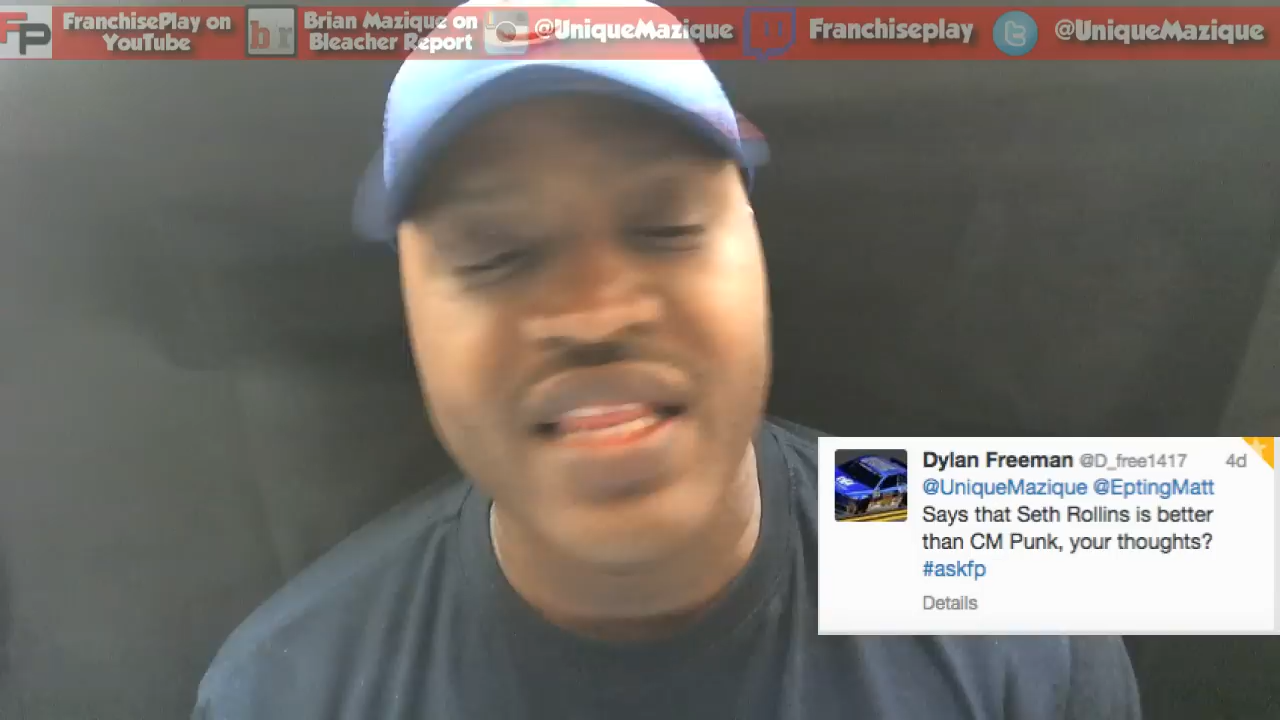 FP FranchisePlay on YouTube
br Brian Mazique on Bleacher Report
@UniqueMazique
Franchiseplay
@UniqueMazique
Dylan Freeman @D_free1417 4d
@UniqueMazique @EptingMatt
Says that Seth Rollins is better
than CM Punk, your thoughts?
#askfp
Details